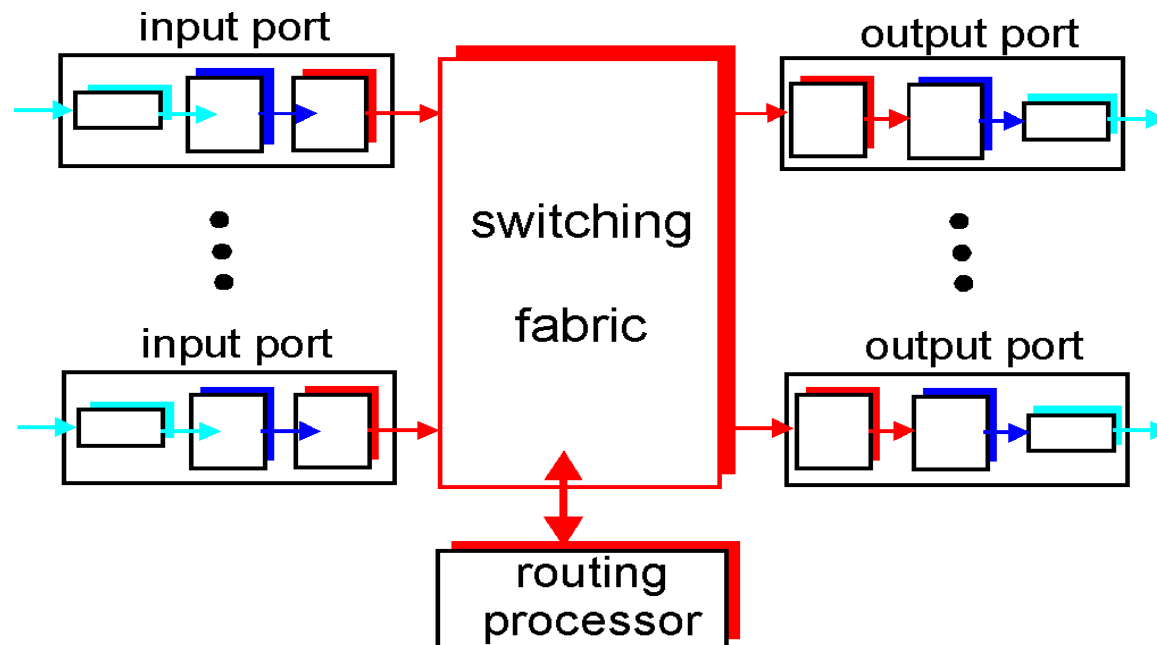 input port
output port
switching
fabric
input port
output port
routing
processor